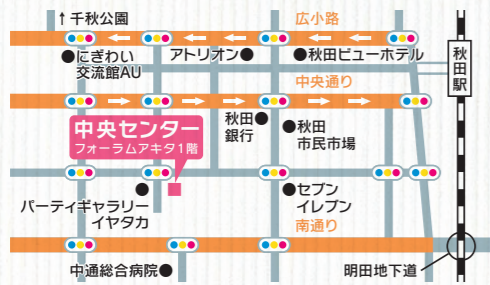 ↑千秋公園
広小路
にぎわい
交流館AU
アトリオン
秋田ビューホテル
秋田駅
中央通り
中央センター
フォーラムアキタ1階
秋田
銀行
秋田
市民市場
パーティギャラリー
イヤタカ
セブン
イレブン
南通り
中通総合病院
明田地下道